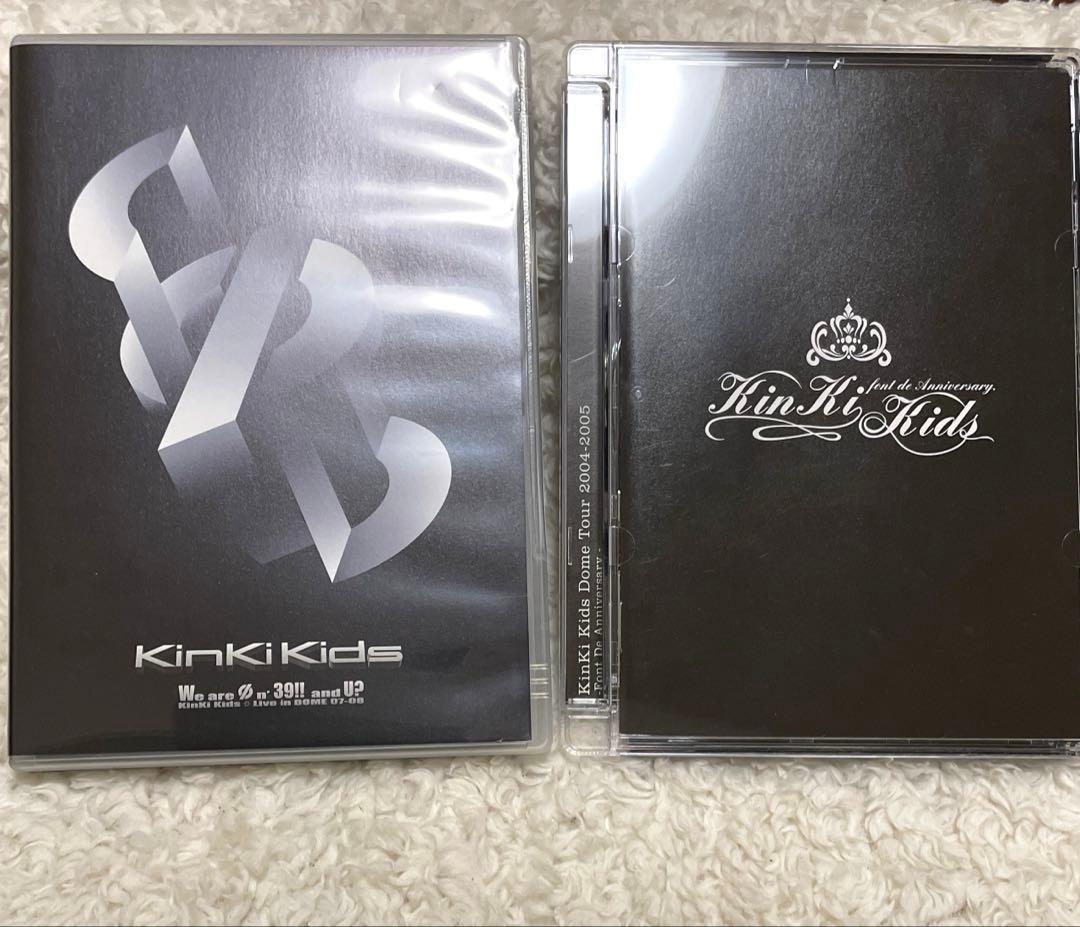 KinKi Kids
We are Ø n' 39!! and U?
KinKi Kids ☆ Live in DOME 07-08
KinKi Kids Dome Tour 2004-2005
-Font De Anniversary-
font de Anniversary.
KinKi Kids